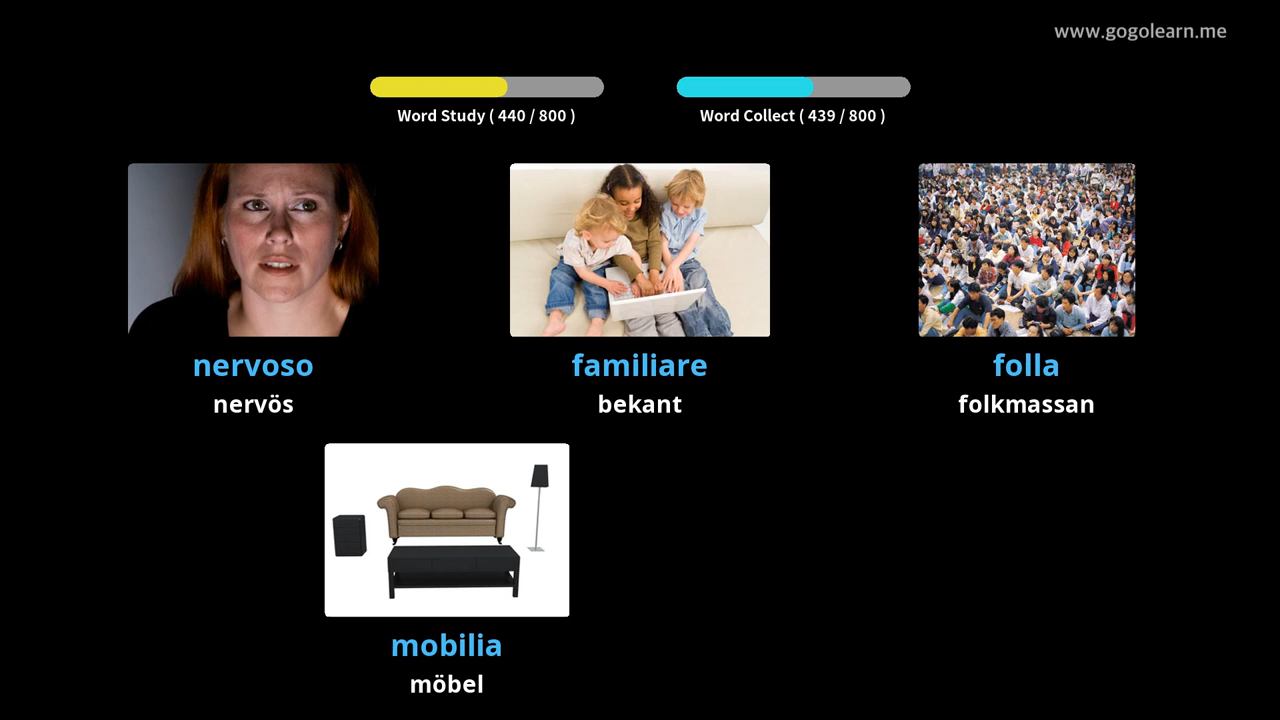 www.gogolearn.me
Word Study ( 440 / 800 )
Word Collect ( 439 / 800 )
nervoso
nervös
familiare
bekant
folla
folkmassan
mobilia
möbel